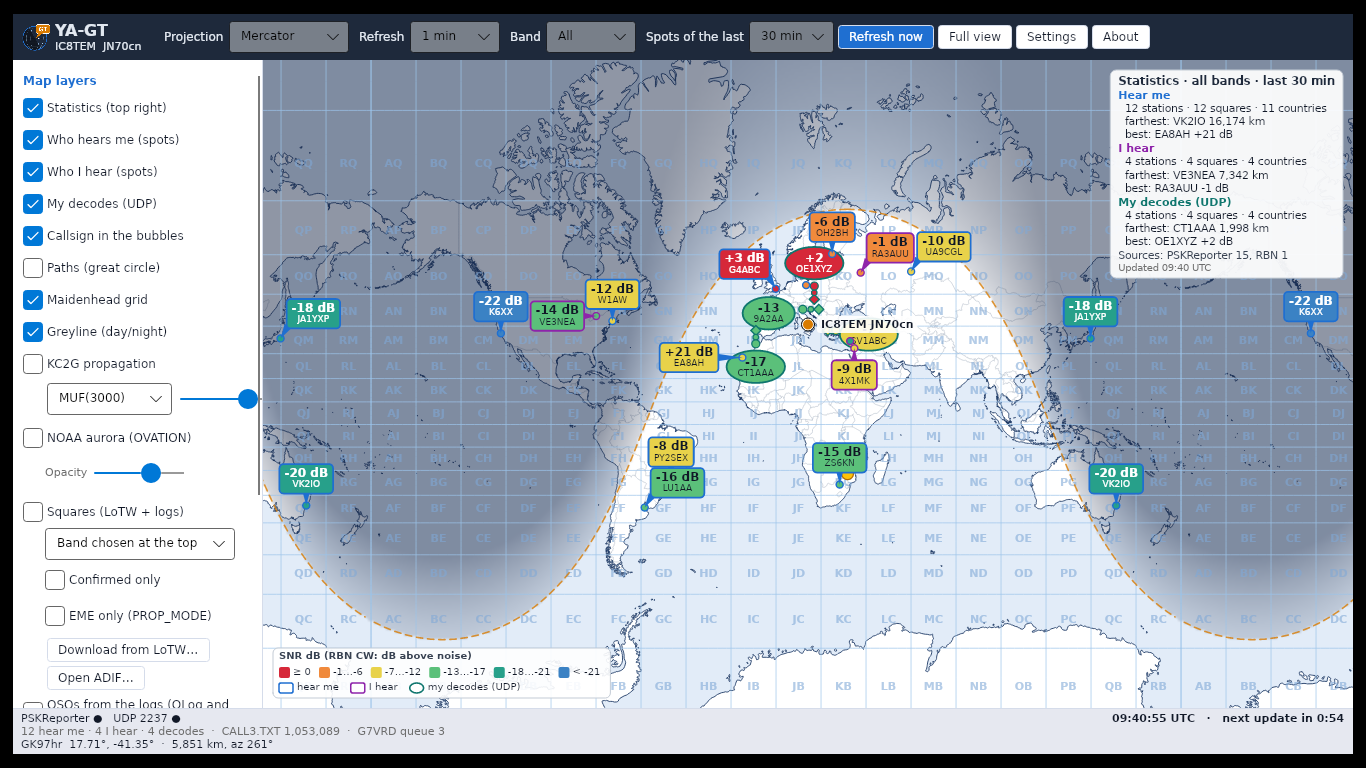 YA-GT
IC8TEM JN70cn
Projection Mercator Refresh 1 min Band All Spots of the last 30 min Refresh now Full view Settings About
Map layers
Statistics (top right)
Who hears me (spots)
Who I hear (spots)
My decodes (UDP)
Callsign in the bubbles
Paths (great circle)
Maidenhead grid
Greyline (day/night)
KC2G propagation
MUF(3000)
NOAA aurora (OVATION)
Opacity
Squares (LoTW + logs)
Band chosen at the top
Confirmed only
EME only (PROP_MODE)
Download from LoTW...
Open ADIF...
QSOs from the logs (QLog and
Statistics · all bands · last 30 min
Hear me
12 stations · 12 squares · 11 countries
farthest: VK2IO 16,174 km
best: EA8AH +21 dB
I hear
4 stations · 4 squares · 4 countries
farthest: VE3NEA 7,342 km
best: RA3AUU -1 dB
My decodes (UDP)
4 stations · 4 squares · 4 countries
farthest: CT1AAA 1,998 km
best: OE1XYZ +2 dB
Sources: PSKReporter 15, RBN 1
Updated 09:40 UTC
-6 dB
OH2BH
-1 dB
RA3AUU
-10 dB
UA9CGL
+3 dB
G4ABC
+2
OE1XYZ
-12 dB
W1AW
-18 dB
JA1YXP
-22 dB
K6XX
-14 dB
VE3NEA
-13
9A2AA
IC8TEM JN70cn
SV1ABC
-18 dB
JA1YXP
-22 dB
K6XX
+21 dB
EA8AH
-17
CT1AAA
-9 dB
4X1MK
-8 dB
PY2SEX
-15 dB
ZS6KN
-16 dB
LU1AA
-20 dB
VK2IO
-20 dB
VK2IO
SNR dB (RBN CW: dB above noise)
≥ 0 -1...-6 -7...-12 -13...-17 -18...-21 < -21
hear me I hear my decodes (UDP)
PSKReporter ● UDP 2237 ●
12 hear me · 4 I hear · 4 decodes · CALL3.TXT 1,053,089 · G7VRD queue 3
GK97hr 17.71°, -41.35° · 5,851 km, az 261°
09:40:55 UTC · next update in 0:54